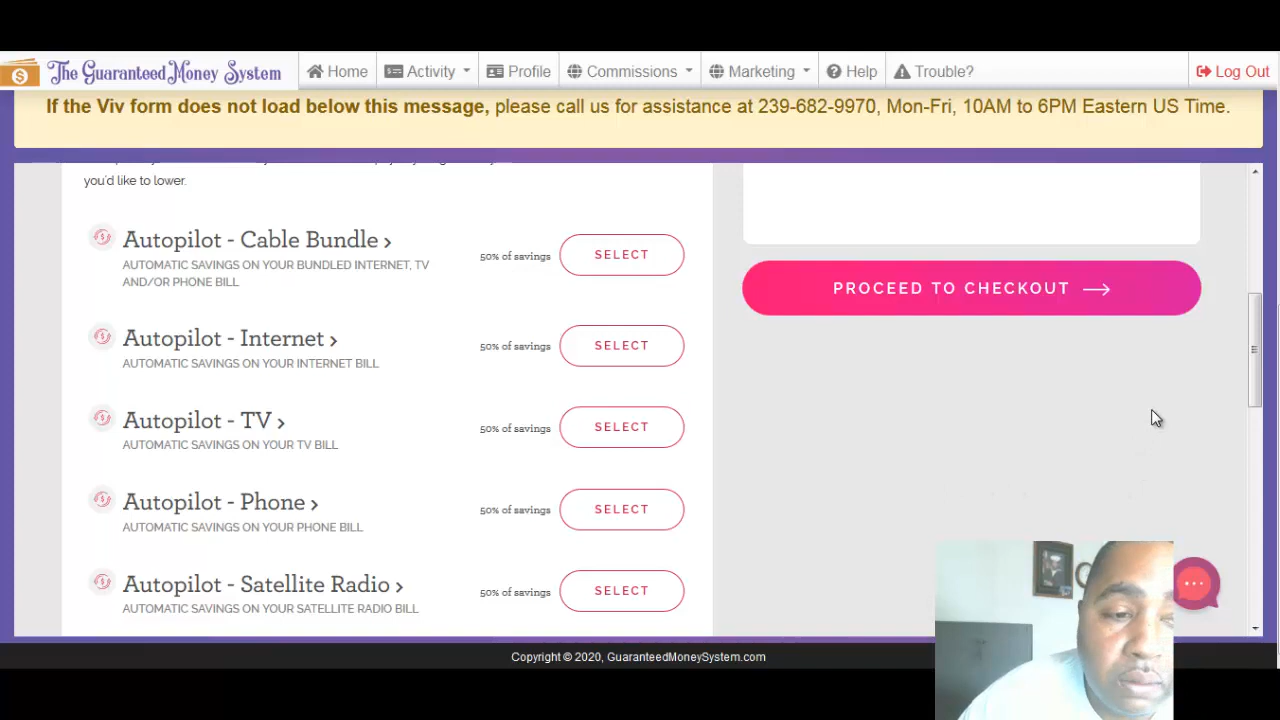 The Guaranteed Money System
Home
Activity
Profile
Commissions
Marketing
Help
Trouble?
Log Out
If the Viv form does not load below this message, please call us for assistance at 239-682-9970, Mon-Fri, 10AM to 6PM Eastern US Time.
you'd like to lower.
Autopilot - Cable Bundle >
AUTOMATIC SAVINGS ON YOUR BUNDLED INTERNET, TV
AND/OR PHONE BILL
50% of savings
SELECT
PROCEED TO CHECKOUT
Autopilot - Internet >
AUTOMATIC SAVINGS ON YOUR INTERNET BILL
50% of savings
SELECT
Autopilot - TV >
AUTOMATIC SAVINGS ON YOUR TV BILL
50% of savings
SELECT
Autopilot - Phone >
AUTOMATIC SAVINGS ON YOUR PHONE BILL
50% of savings
SELECT
Autopilot - Satellite Radio >
AUTOMATIC SAVINGS ON YOUR SATELLITE RADIO BILL
50% of savings
SELECT
Copyright © 2020, GuaranteedMoneySystem.com